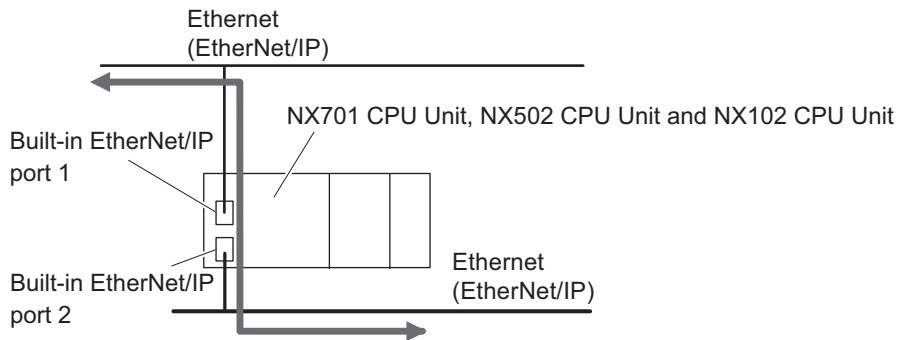 Ethernet
(EtherNet/IP)
NX701 CPU Unit, NX502 CPU Unit and NX102 CPU Unit
Built-in EtherNet/IP
port 1
Built-in EtherNet/IP
port 2
Ethernet
(EtherNet/IP)